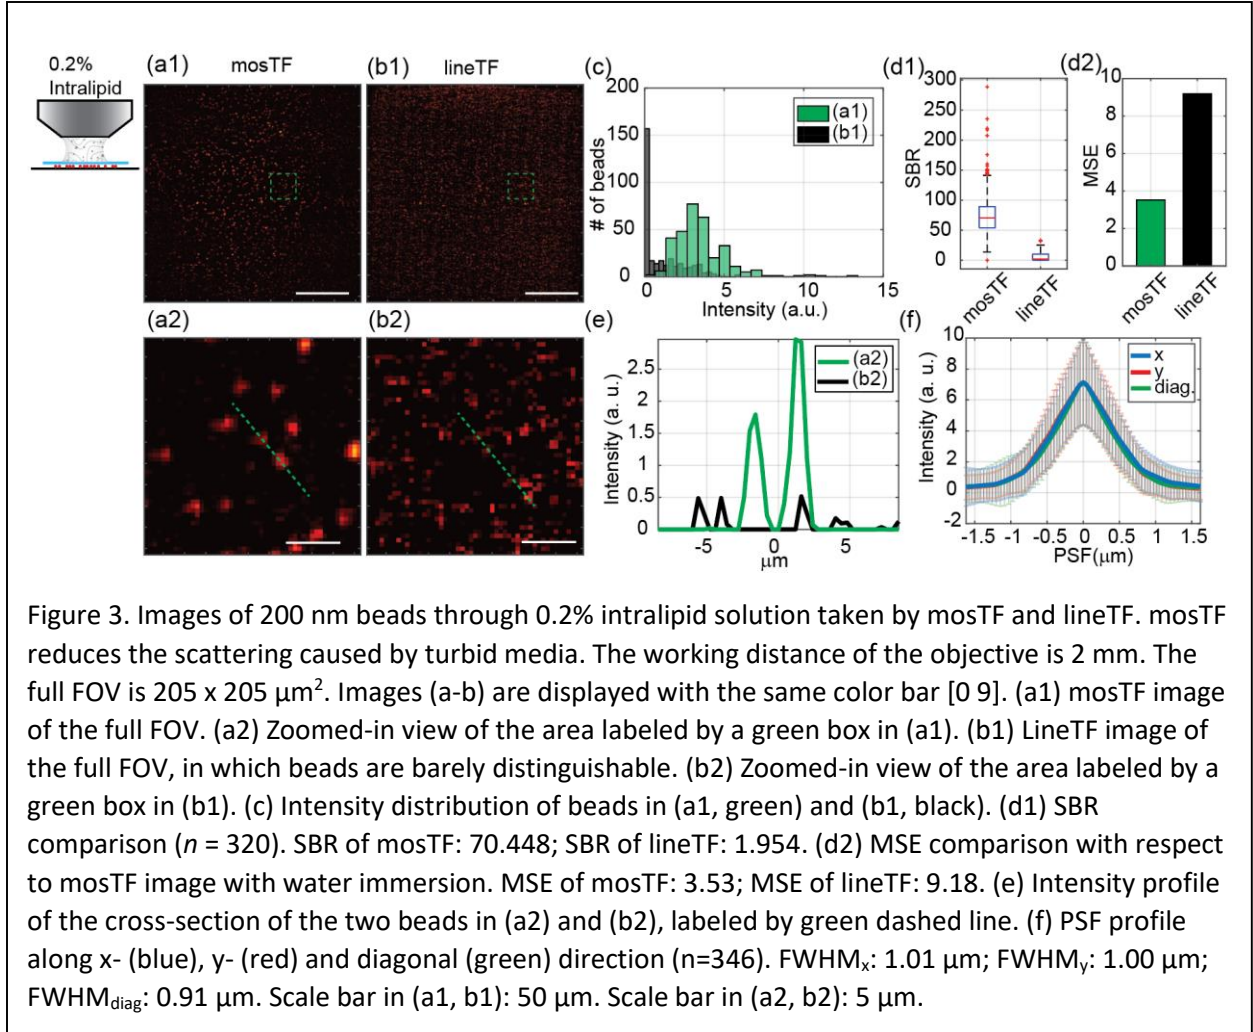 0.2%
Intralipid
(a1) mosTF
(b1) lineTF
(c)
200
150
100
50
0
# of beads
0 5 10 15
Intensity (a.u.)
(a1)
(b1)
(d1)
300
250
200
150
100
50
0
SBR
mosTF
lineTF
(d2)
10
8
6
4
2
0
MSE
mosTF
lineTF
(a2)
(b2)
(e)
2.5
2
1.5
1
0.5
0
Intensity (a. u.)
-5 0 5
μm
(a2)
(b2)
(f)
10
8
6
4
2
0
-2
Intensity (a. u.)
-1.5 -1 -0.5 0 0.5 1 1.5
PSF(μm)
x
y
diag.
Figure 3. Images of 200 nm beads through 0.2% intralipid solution taken by mosTF and lineTF. mosTF
reduces the scattering caused by turbid media. The working distance of the objective is 2 mm. The
full FOV is 205 x 205 μm². Images (a-b) are displayed with the same color bar [0 9]. (a1) mosTF image
of the full FOV. (a2) Zoomed-in view of the area labeled by a green box in (a1). (b1) LineTF image of
the full FOV, in which beads are barely distinguishable. (b2) Zoomed-in view of the area labeled by a
green box in (b1). (c) Intensity distribution of beads in (a1, green) and (b1, black). (d1) SBR
comparison (n = 320). SBR of mosTF: 70.448; SBR of lineTF: 1.954. (d2) MSE comparison with respect
to mosTF image with water immersion. MSE of mosTF: 3.53; MSE of lineTF: 9.18. (e) Intensity profile
of the cross-section of the two beads in (a2) and (b2), labeled by green dashed line. (f) PSF profile
along x- (blue), y- (red) and diagonal (green) direction (n=346). FWHMx: 1.01 μm; FWHMy: 1.00 μm;
FWHMdiag: 0.91 μm. Scale bar in (a1, b1): 50 μm. Scale bar in (a2, b2): 5 μm.